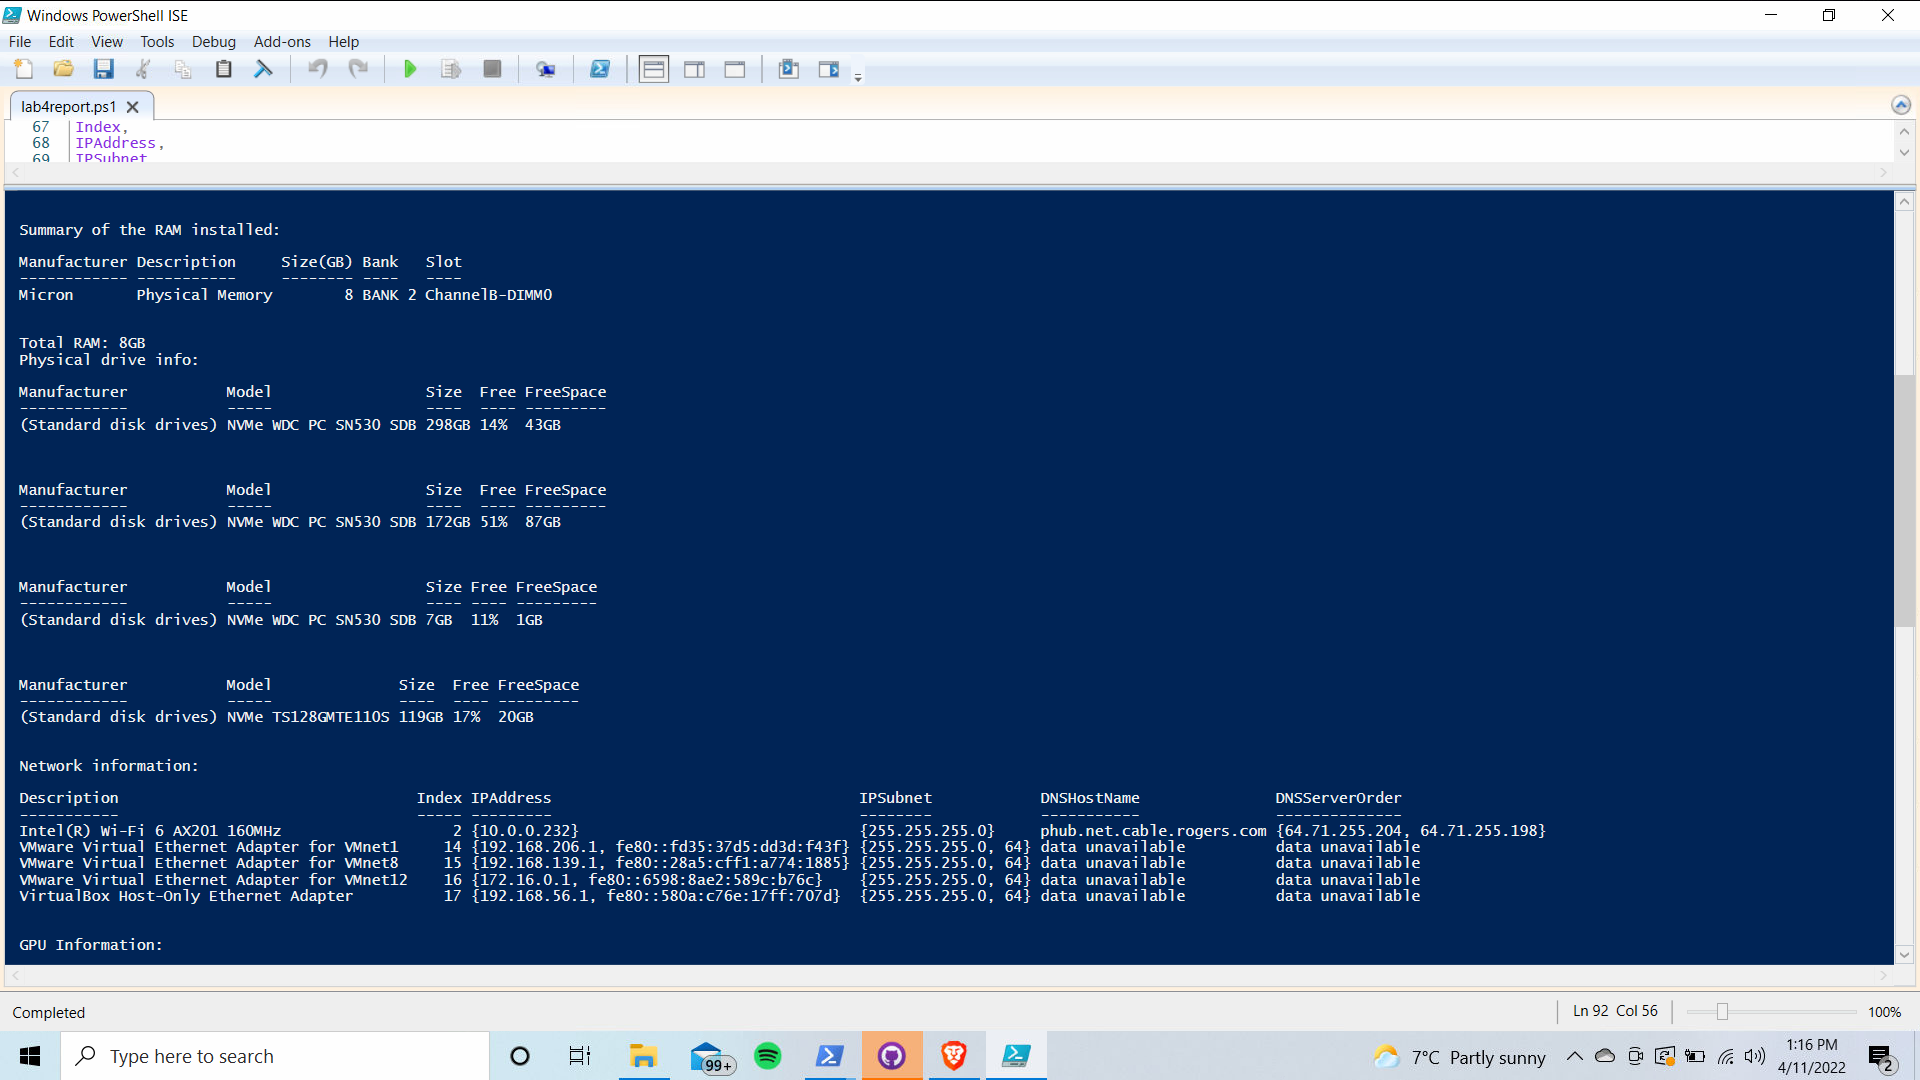 Windows PowerShell ISE
File Edit View Tools Debug Add-ons Help
lab4report.ps1
67 Index,
68 IPAddress,
69 IPSubnet
Summary of the RAM installed:
Manufacturer Description Size(GB) Bank Slot
------------ ----------- -------- ---- ----
Micron Physical Memory 8 BANK 2 ChannelB-DIMM0
Total RAM: 8GB
Physical drive info:
Manufacturer Model Size Free FreeSpace
------------ ----- ---- ---- ---------
(Standard disk drives) NVMe WDC PC SN530 SDB 298GB 14% 43GB
Manufacturer Model Size Free FreeSpace
------------ ----- ---- ---- ---------
(Standard disk drives) NVMe WDC PC SN530 SDB 172GB 51% 87GB
Manufacturer Model Size Free FreeSpace
------------ ----- ---- ---- ---------
(Standard disk drives) NVMe WDC PC SN530 SDB 7GB 11% 1GB
Manufacturer Model Size Free FreeSpace
------------ ----- ---- ---- ---------
(Standard disk drives) NVMe TS128GMTE110S 119GB 17% 20GB
Network information:
Description Index IPAddress IPSubnet DNSHostName DNSServerOrder
----------- ----- --------- -------- ----------- --------------
Intel(R) Wi-Fi 6 AX201 160MHz 2 {10.0.0.232} {255.255.255.0} phub.net.cable.rogers.com {64.71.255.204, 64.71.255.198}
VMware Virtual Ethernet Adapter for VMnet1 14 {192.168.206.1, fe80::fd35:37d5:dd3d:f43f} {255.255.255.0, 64} data unavailable data unavailable
VMware Virtual Ethernet Adapter for VMnet8 15 {192.168.139.1, fe80::28a5:cff1:a774:1885} {255.255.255.0, 64} data unavailable data unavailable
VMware Virtual Ethernet Adapter for VMnet12 16 {172.16.0.1, fe80::6598:8ae2:589c:b76c} {255.255.255.0, 64} data unavailable data unavailable
VirtualBox Host-Only Ethernet Adapter 17 {192.168.56.1, fe80::580a:c76e:17ff:707d} {255.255.255.0, 64} data unavailable data unavailable
GPU Information:
Completed
Ln 92 Col 56
100%
Type here to search
99+
7°C Partly sunny
1:16 PM
4/11/2022
2